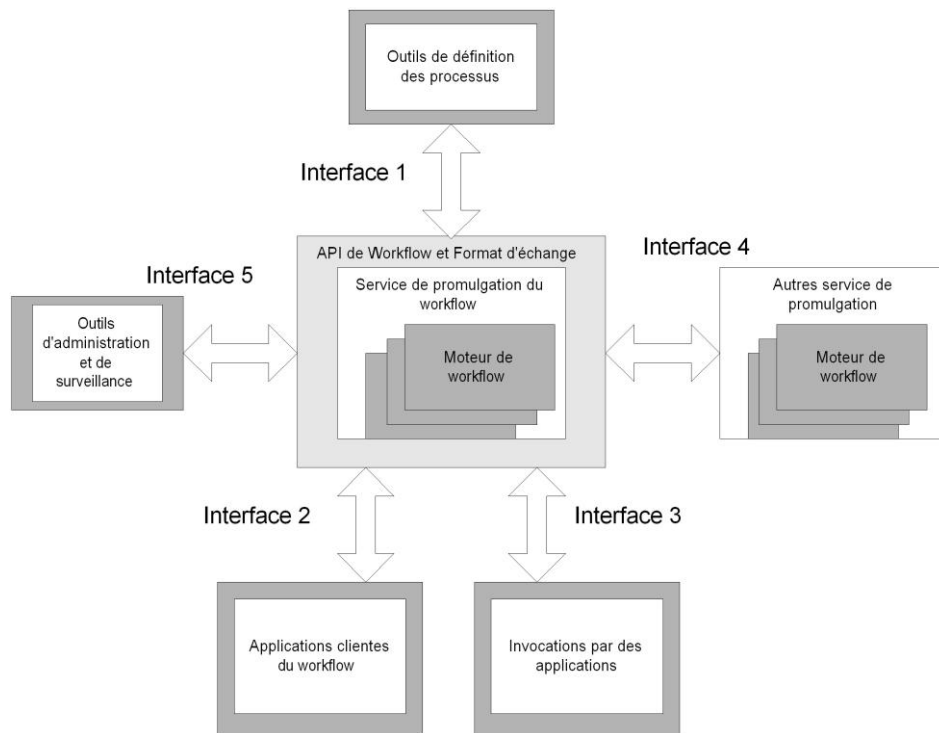 Outils de définition
des processus
Interface 1
API de Workflow et Format d'échange
Interface 4
Interface 5
Service de promulgation du
workflow
Autres service de
promulgation
Outils
d'administration
et de
surveillance
Moteur de
workflow
Moteur de
workflow
Interface 2
Interface 3
Applications clientes
du workflow
Invocations par des
applications